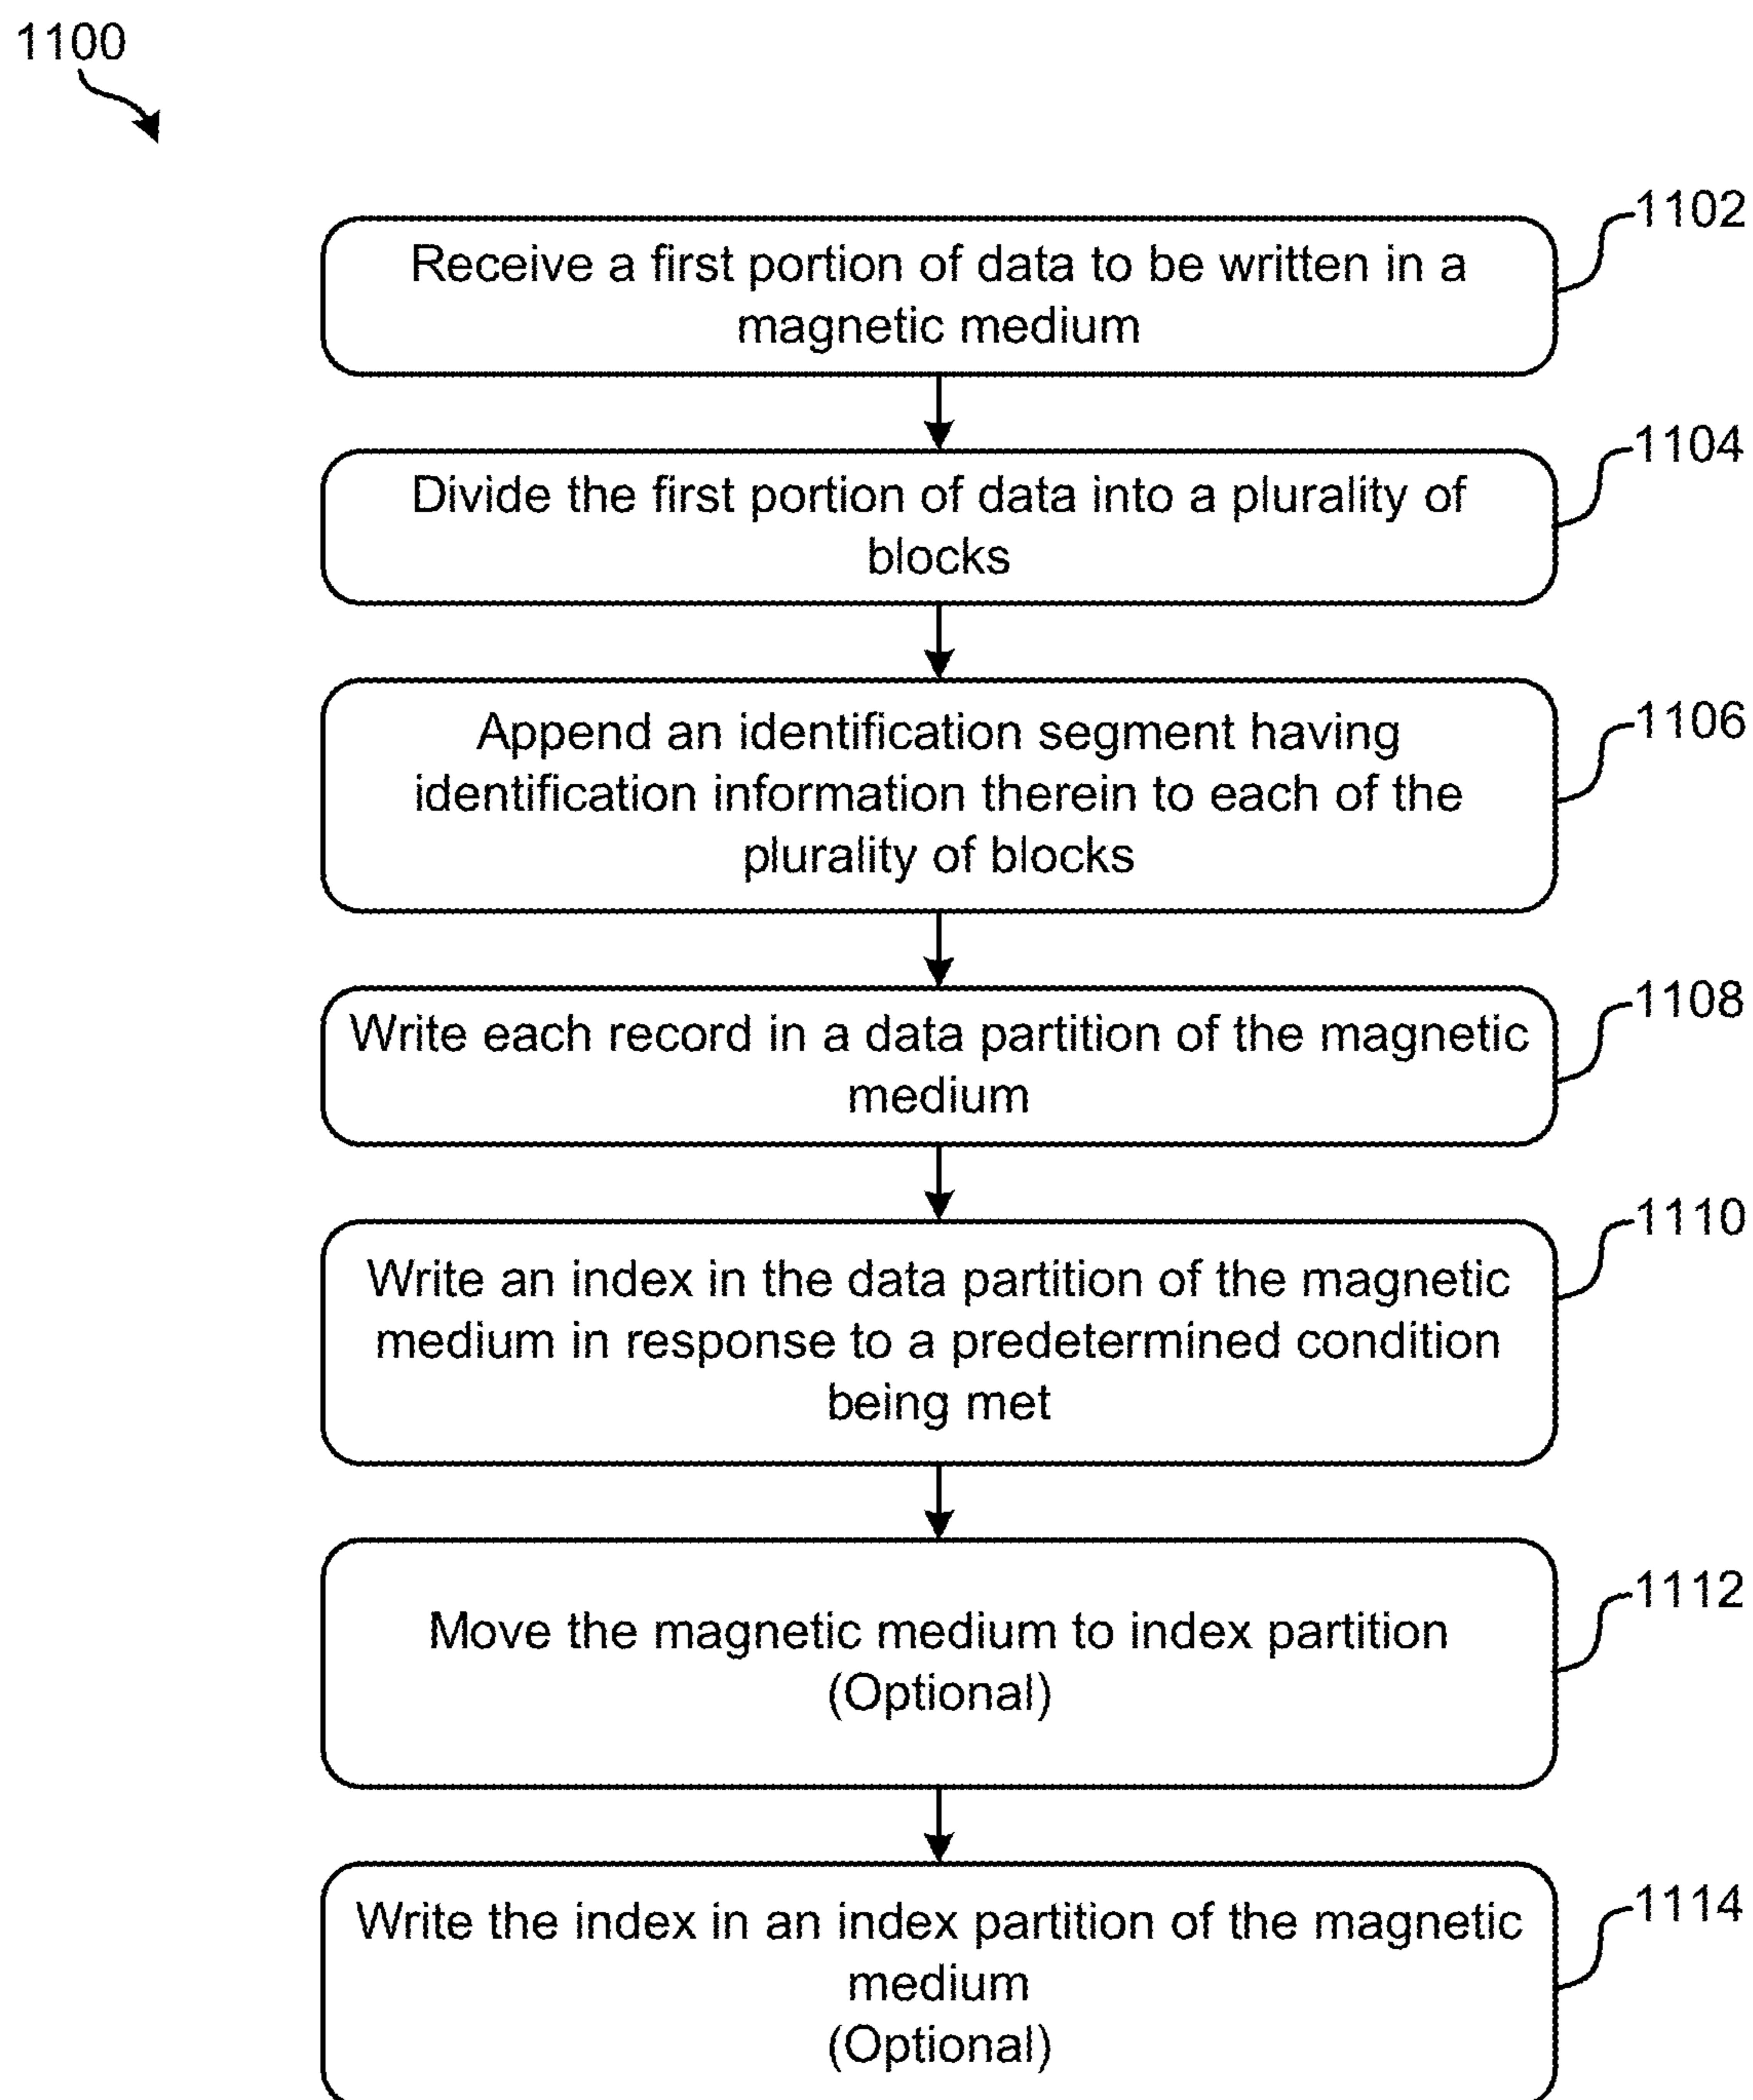 1100
1102
Receive a first portion of data to be written in a
magnetic medium
1104
Divide the first portion of data into a plurality of
blocks
1106
Append an identification segment having
identification information therein to each of the
plurality of blocks
1108
Write each record in a data partition of the magnetic
medium
1110
Write an index in the data partition of the magnetic
medium in response to a predetermined condition
being met
1112
Move the magnetic medium to index partition
(Optional)
1114
Write the index in an index partition of the magnetic
medium
(Optional)